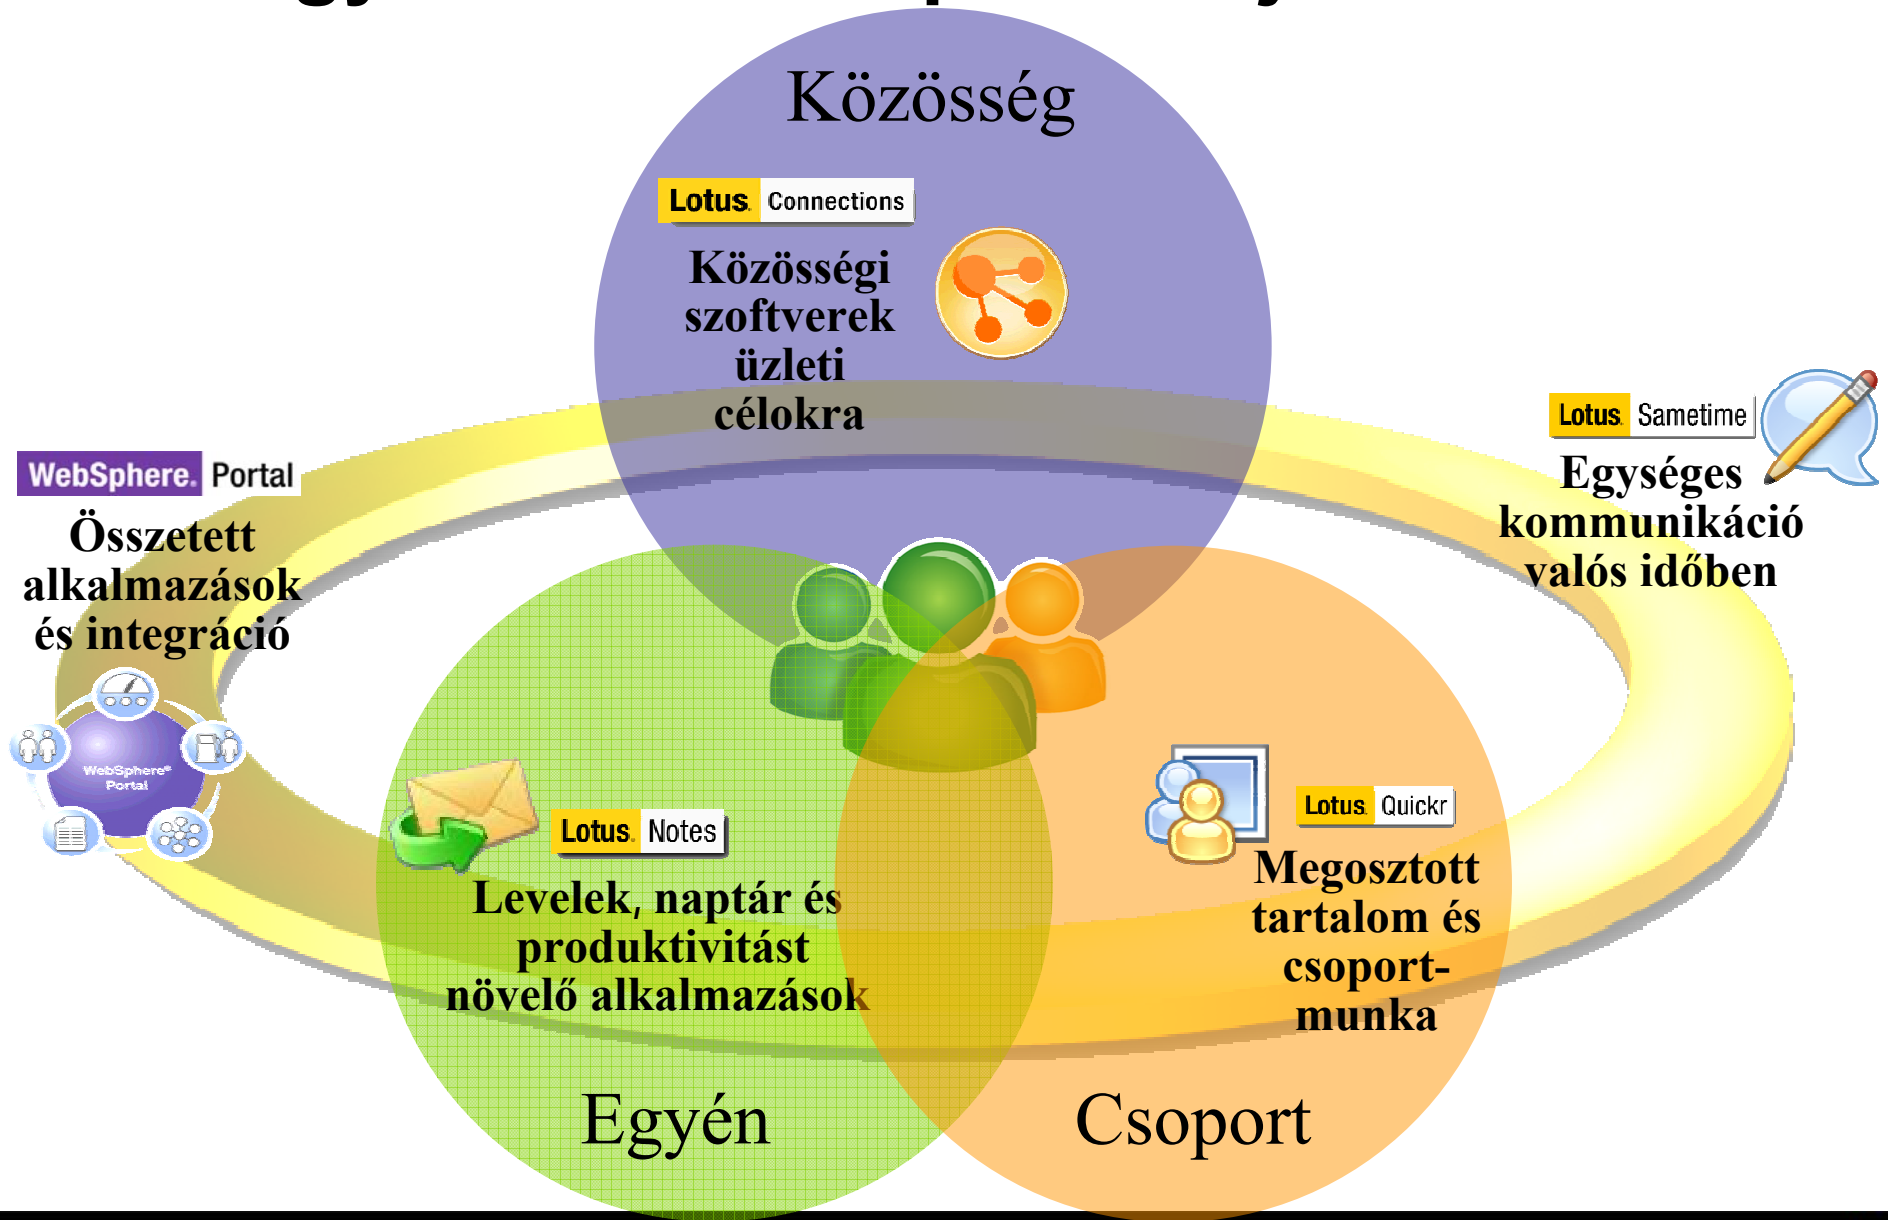 Közösség
Lotus. Connections
Közösségi
szoftverek
üzleti
célokra
Lotus. Sametime
Egységes
kommunikáció
valós időben
WebSphere. Portal
Összetett
alkalmazások
és integráció
WebSphere®
Portal
Lotus. Notes
Levelek, naptár és
produktivitást
növelő alkalmazások
Lotus. Quickr
Megosztott
tartalom és
csoport-
munka
Egyén
Csoport